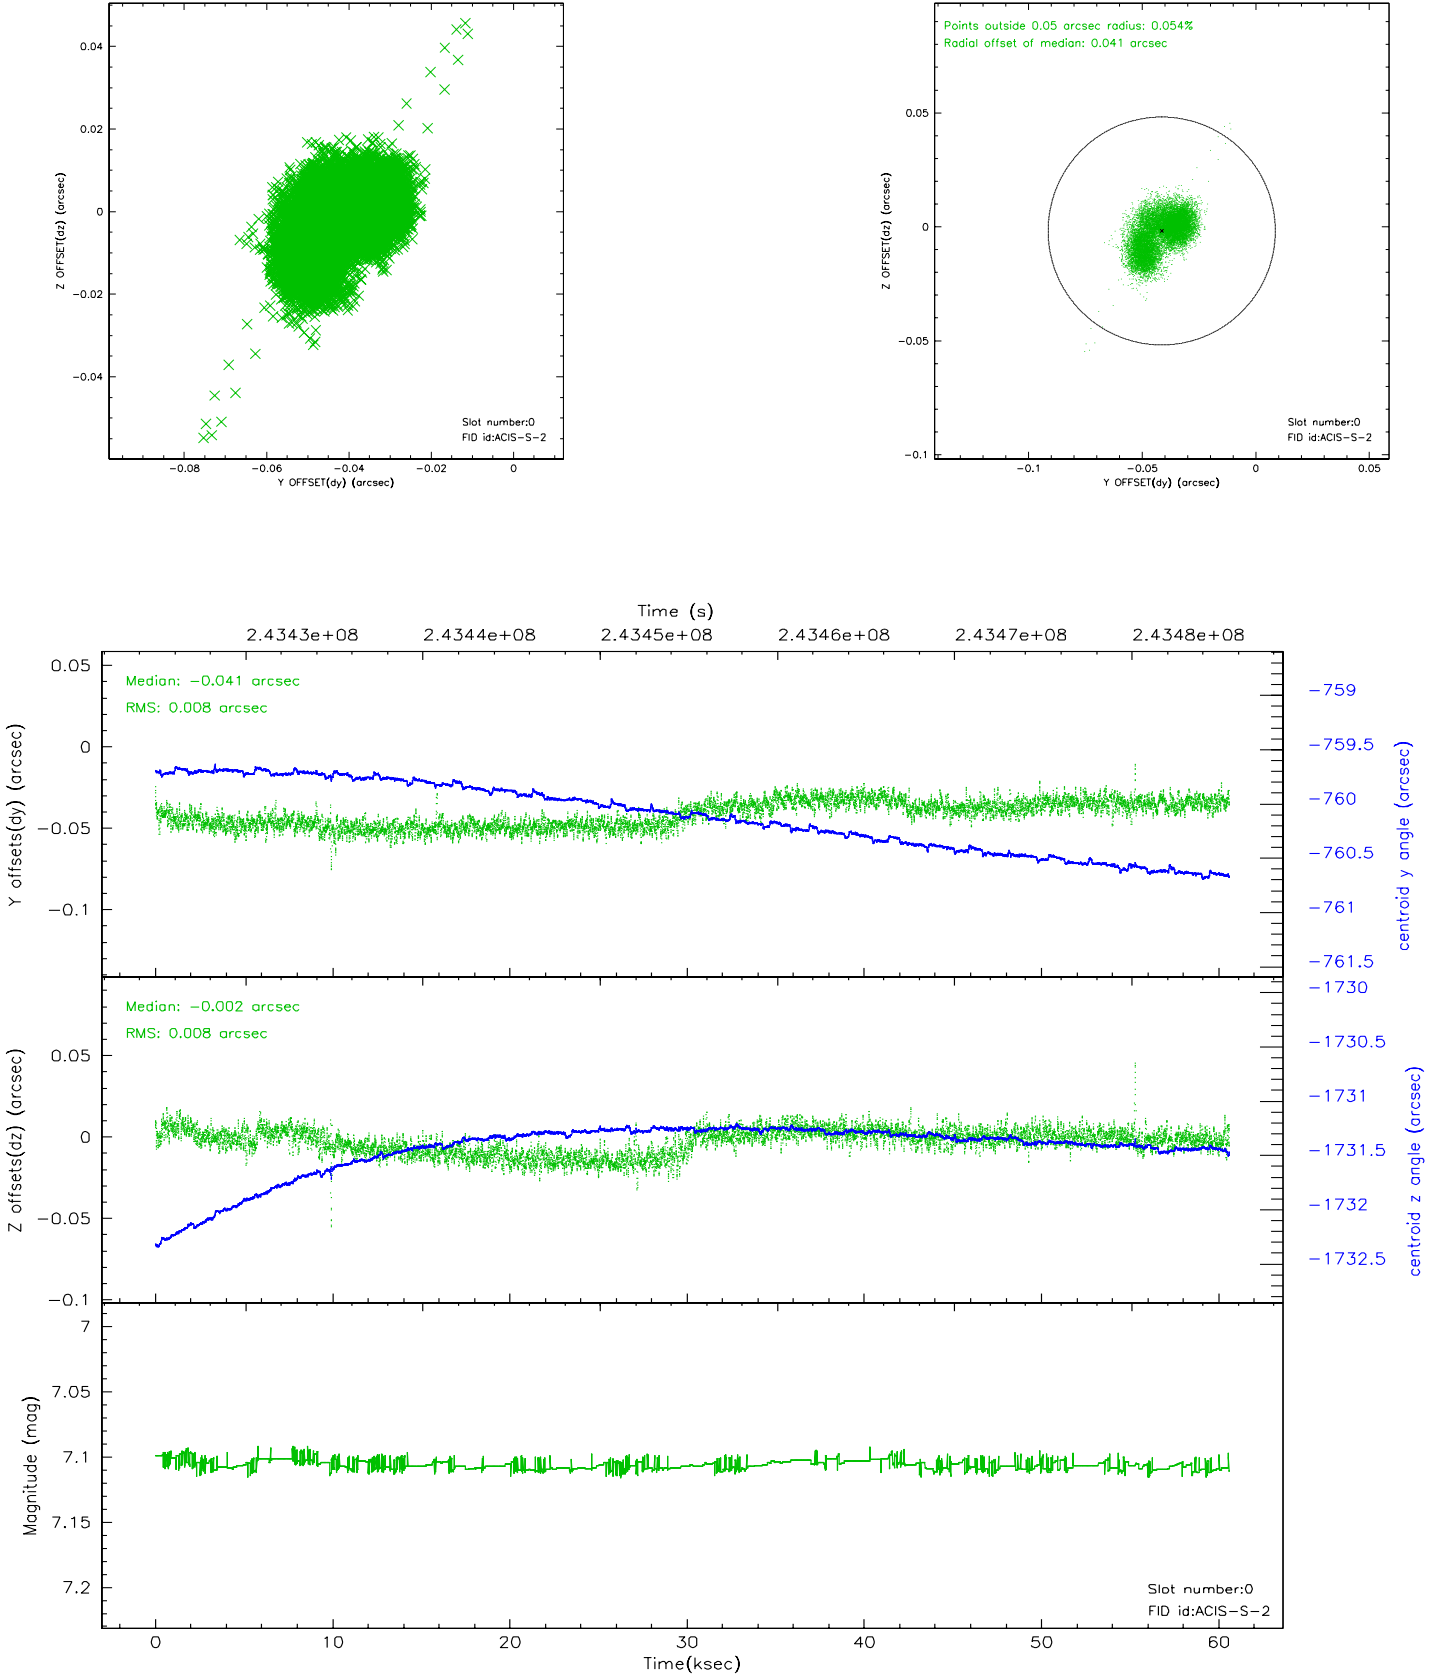 0.04
0.02
0
−0.02
−0.04
Z OFFSET(dz) (arcsec)
Slot number:0
FID id:ACIS−S−2
−0.08
−0.06
−0.04
−0.02
0
Y OFFSET(dy) (arcsec)
Points outside 0.05 arcsec radius: 0.054%
Radial offset of median: 0.041 arcsec
0.05
0
−0.05
−0.1
Z OFFSET(dz) (arcsec)
Slot number:0
FID id:ACIS−S−2
−0.1
−0.05
0
0.05
Y OFFSET(dy) (arcsec)
Time (s)
2.4343e+08
2.4344e+08
2.4345e+08
2.4346e+08
2.4347e+08
2.4348e+08
Median: −0.041 arcsec
RMS: 0.008 arcsec
0.05
0
−0.05
−0.1
Y offsets(dy) (arcsec)
−759
−759.5
−760
−760.5
−761
−761.5
centroid y angle (arcsec)
Median: −0.002 arcsec
RMS: 0.008 arcsec
0.05
0
−0.05
−0.1
Z offsets(dz) (arcsec)
−1730
−1730.5
−1731
−1731.5
−1732
−1732.5
centroid z angle (arcsec)
7
7.05
7.1
7.15
7.2
Magnitude (mag)
Slot number:0
FID id:ACIS−S−2
0
10
20
30
40
50
60
Time(ksec)